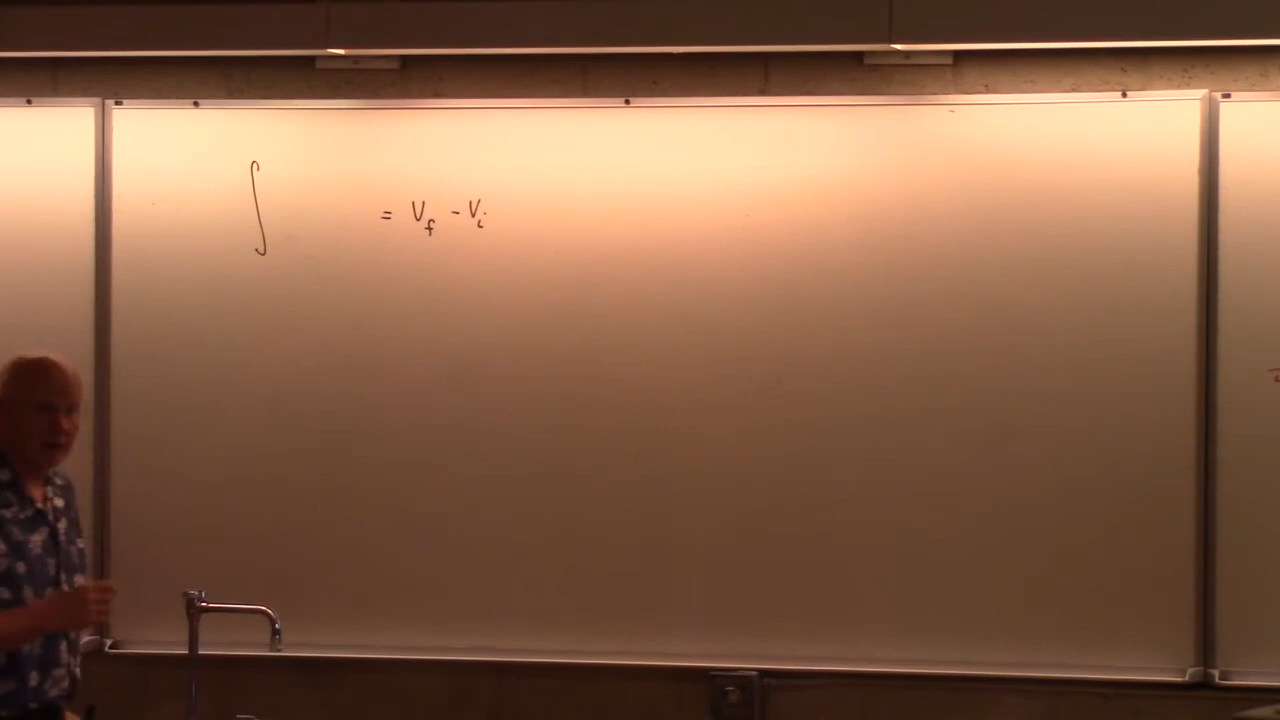 ∫ = V_f - V_i